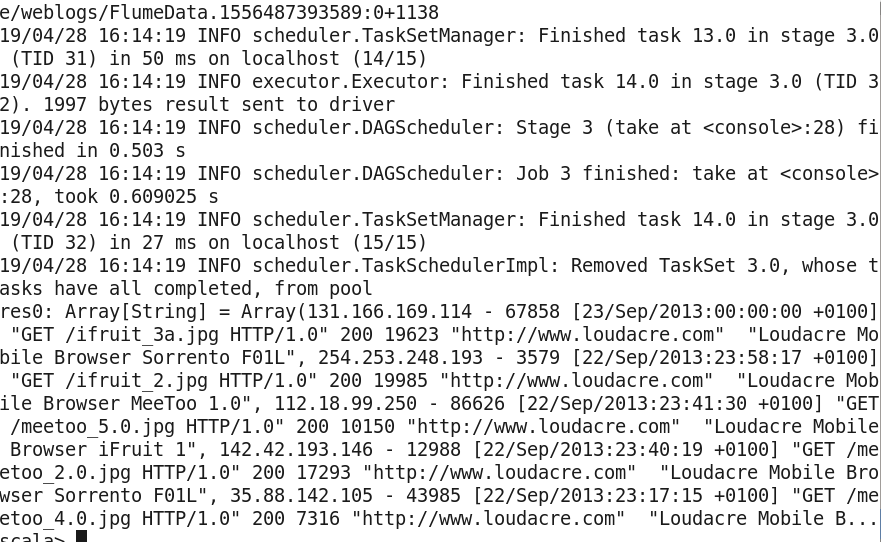 e/weblogs/FlumeData.1556487393589:0+1138
19/04/28 16:14:19 INFO scheduler.TaskSetManager: Finished task 13.0 in stage 3.0
 (TID 31) in 50 ms on localhost (14/15)
19/04/28 16:14:19 INFO executor.Executor: Finished task 14.0 in stage 3.0 (TID 3
2). 1997 bytes result sent to driver
19/04/28 16:14:19 INFO scheduler.DAGScheduler: Stage 3 (take at <console>:28) fi
nished in 0.503 s
19/04/28 16:14:19 INFO scheduler.DAGScheduler: Job 3 finished: take at <console>
:28, took 0.609025 s
19/04/28 16:14:19 INFO scheduler.TaskSetManager: Finished task 14.0 in stage 3.0
 (TID 32) in 27 ms on localhost (15/15)
19/04/28 16:14:19 INFO scheduler.TaskSchedulerImpl: Removed TaskSet 3.0, whose t
asks have all completed, from pool
res0: Array[String] = Array(131.166.169.114 - 67858 [23/Sep/2013:00:00:00 +0100]
 "GET /ifruit_3a.jpg HTTP/1.0" 200 19623 "http://www.loudacre.com"  "Loudacre Mo
bile Browser Sorrento F01L", 254.253.248.193 - 3579 [22/Sep/2013:23:58:17 +0100]
 "GET /ifruit_2.jpg HTTP/1.0" 200 19985 "http://www.loudacre.com"  "Loudacre Mob
ile Browser MeeToo 1.0", 112.18.99.250 - 86626 [22/Sep/2013:23:41:30 +0100] "GET
 /meetoo_5.0.jpg HTTP/1.0" 200 10150 "http://www.loudacre.com"  "Loudacre Mobile
 Browser iFruit 1", 142.42.193.146 - 12988 [22/Sep/2013:23:40:19 +0100] "GET /me
etoo_2.0.jpg HTTP/1.0" 200 17293 "http://www.loudacre.com"  "Loudacre Mobile Bro
wser Sorrento F01L", 35.88.142.105 - 43985 [22/Sep/2013:23:17:15 +0100] "GET /me
etoo_4.0.jpg HTTP/1.0" 200 7316 "http://www.loudacre.com"  "Loudacre Mobile B...
scala>